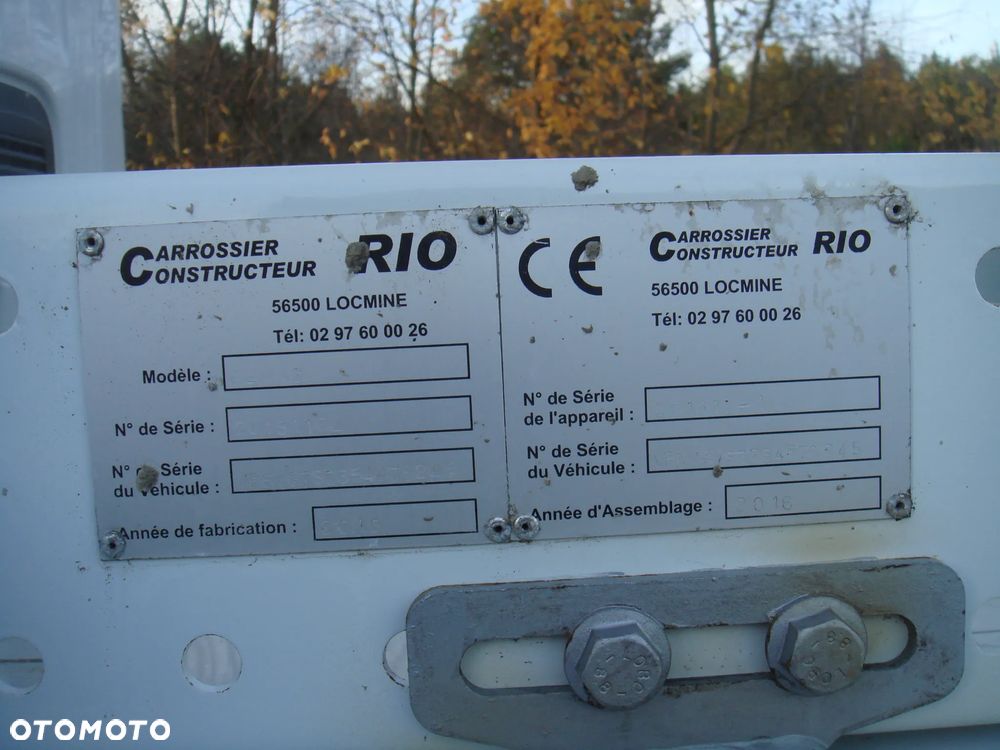 CARROSSIER
CONSTRUCTEUR RIO
56500 LOCMINE
Tél: 02 97 60 00 26
Modèle :
N° de Série :
N° de Série
du Véhicule :
Année de fabrication :
CE
CARROSSIER
CONSTRUCTEUR RIO
56500 LOCMINE
Tél: 02 97 60 00 26
N° de Série
de l'appareil :
N° de Série
du Véhicule :
Année d'Assemblage : 2016
OTOMOTO